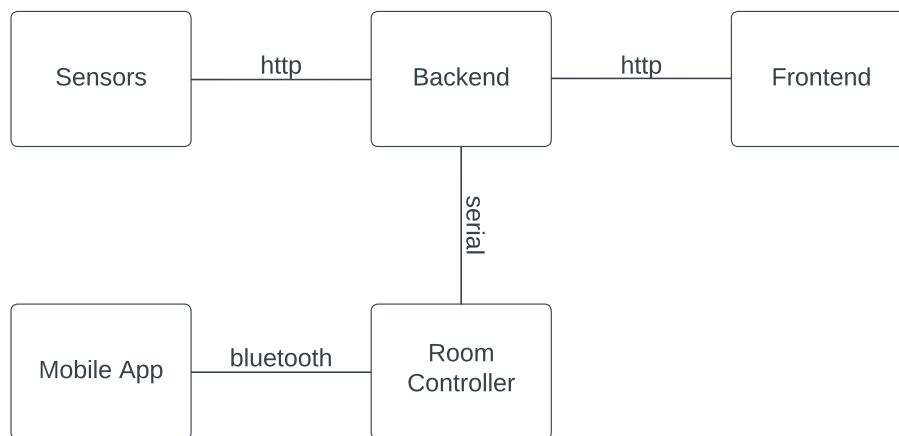 Sensors
http
Backend
http
Frontend
serial
Mobile App
bluetooth
Room
Controller